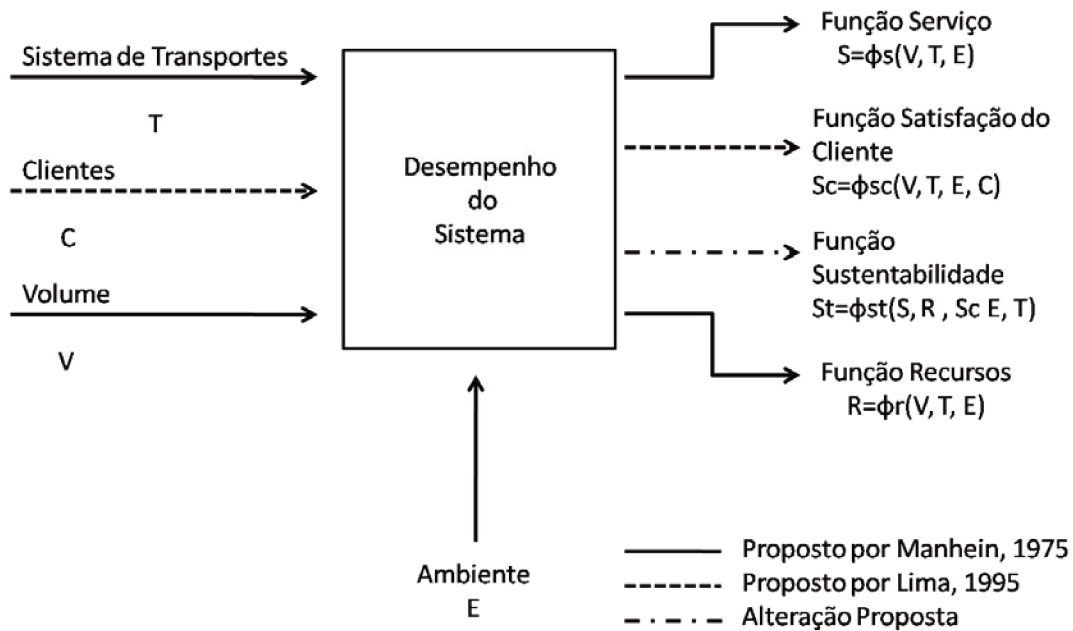 Sistema de Transportes
T
Clientes
C
Volume
V
Desempenho
do
Sistema
Ambiente
E
Função Serviço
S=ϕs(V, T, E)
Função Satisfação do
Cliente
Sc=ϕsc(V, T, E, C)
Função
Sustentabilidade
St=ϕst(S, R , Sc E, T)
Função Recursos
R=ϕr(V, T, E)
Proposto por Manhein, 1975
Proposto por Lima, 1995
Alteração Proposta